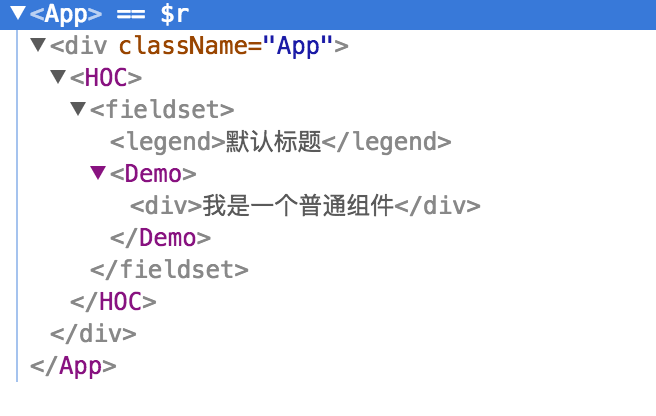 <App> == $r
<div className="App">
<HOC>
<fieldset>
<legend>默认标题</legend>
<Demo>
<div>我是一个普通组件</div>
</Demo>
</fieldset>
</HOC>
</div>
</App>